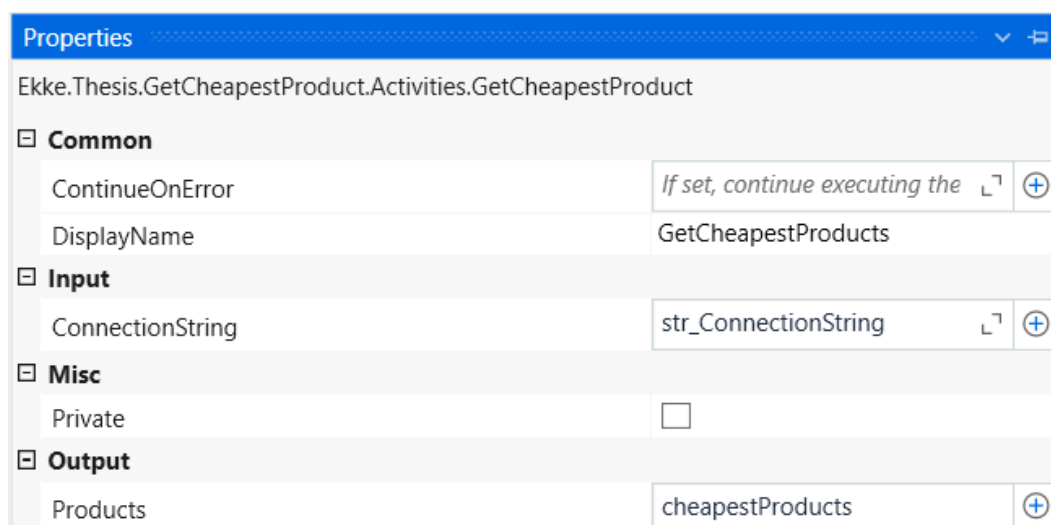 Properties
Ekke.Thesis.GetCheapestProduct.Activities.GetCheapestProduct
Common
ContinueOnError If set, continue executing the
DisplayName GetCheapestProducts
Input
ConnectionString str_ConnectionString
Misc
Private
Output
Products cheapestProducts